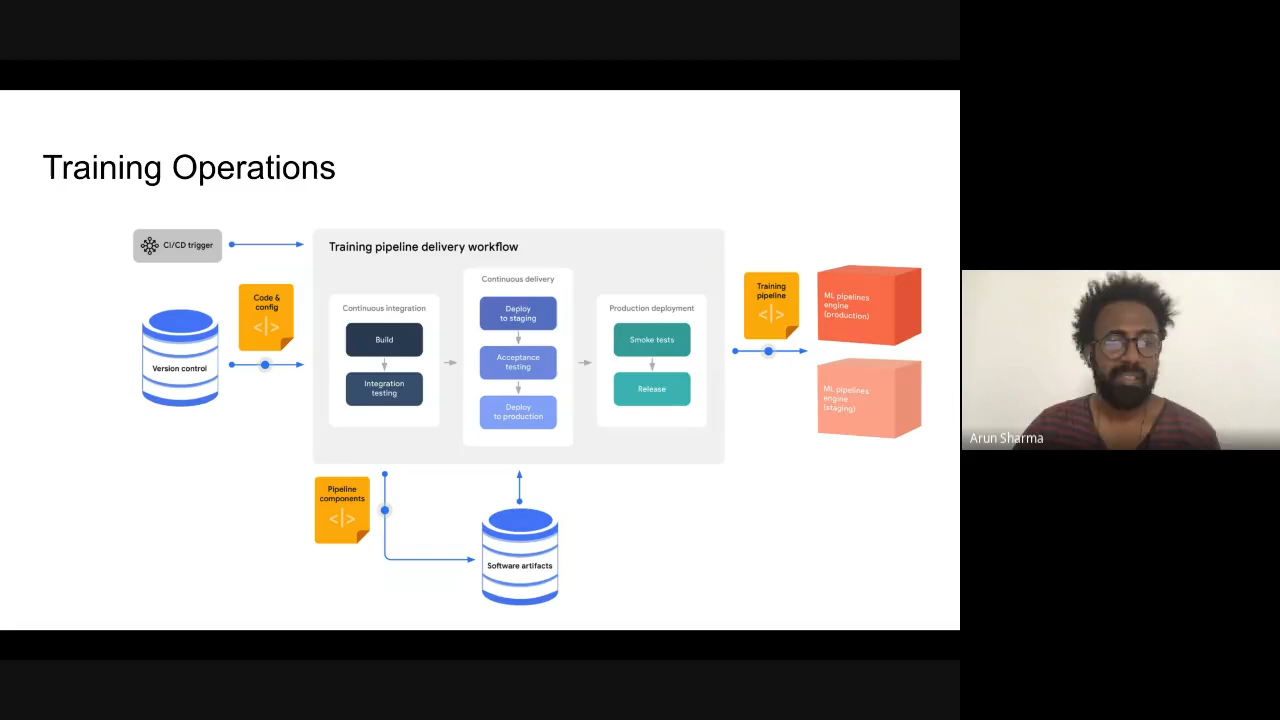 Training Operations
CI/CD trigger
Training pipeline delivery workflow
Code &
config
</>
Version control
Continuous integration
Build
Integration
testing
Continuous delivery
Deploy
to staging
Acceptance
testing
Deploy
to production
Production deployment
Smoke tests
Release
Training
pipeline
</>
ML pipelines
engine
(production)
ML pipelines
engine
(staging)
Pipeline
components
</>
Software artifacts
Arun Sharma